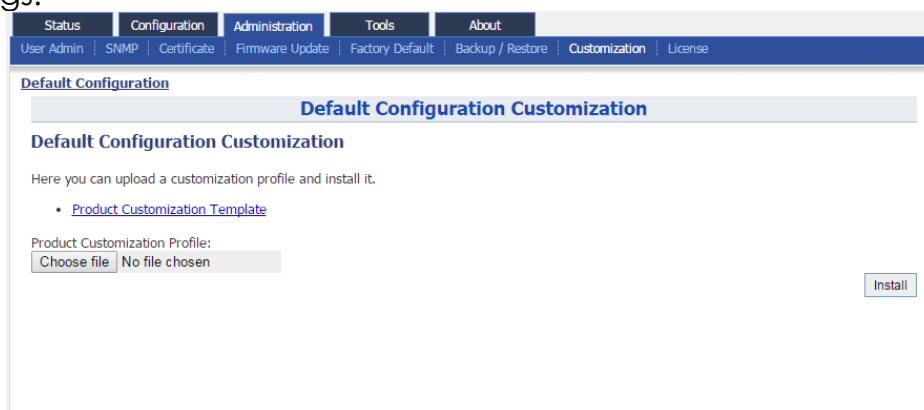 gs.
Status Configuration Administration Tools About
User Admin SNMP Certificate Firmware Update Factory Default Backup / Restore Customization License
Default Configuration
Default Configuration Customization
Default Configuration Customization
Here you can upload a customization profile and install it.
• Product Customization Template
Product Customization Profile:
Choose file No file chosen
Install